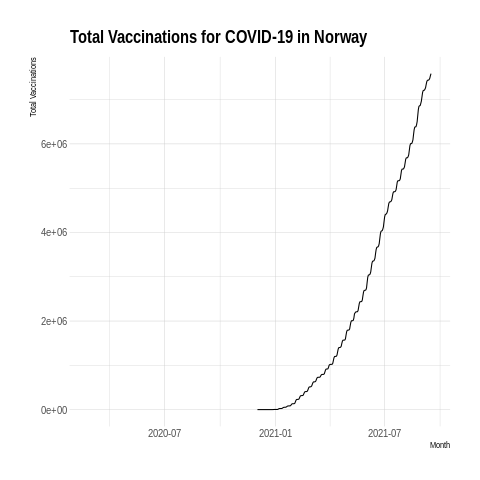 Total Vaccinations for COVID-19 in Norway
Total Vaccinations
6e+06
4e+06
2e+06
0e+00
2020-07 2021-01 2021-07
Month